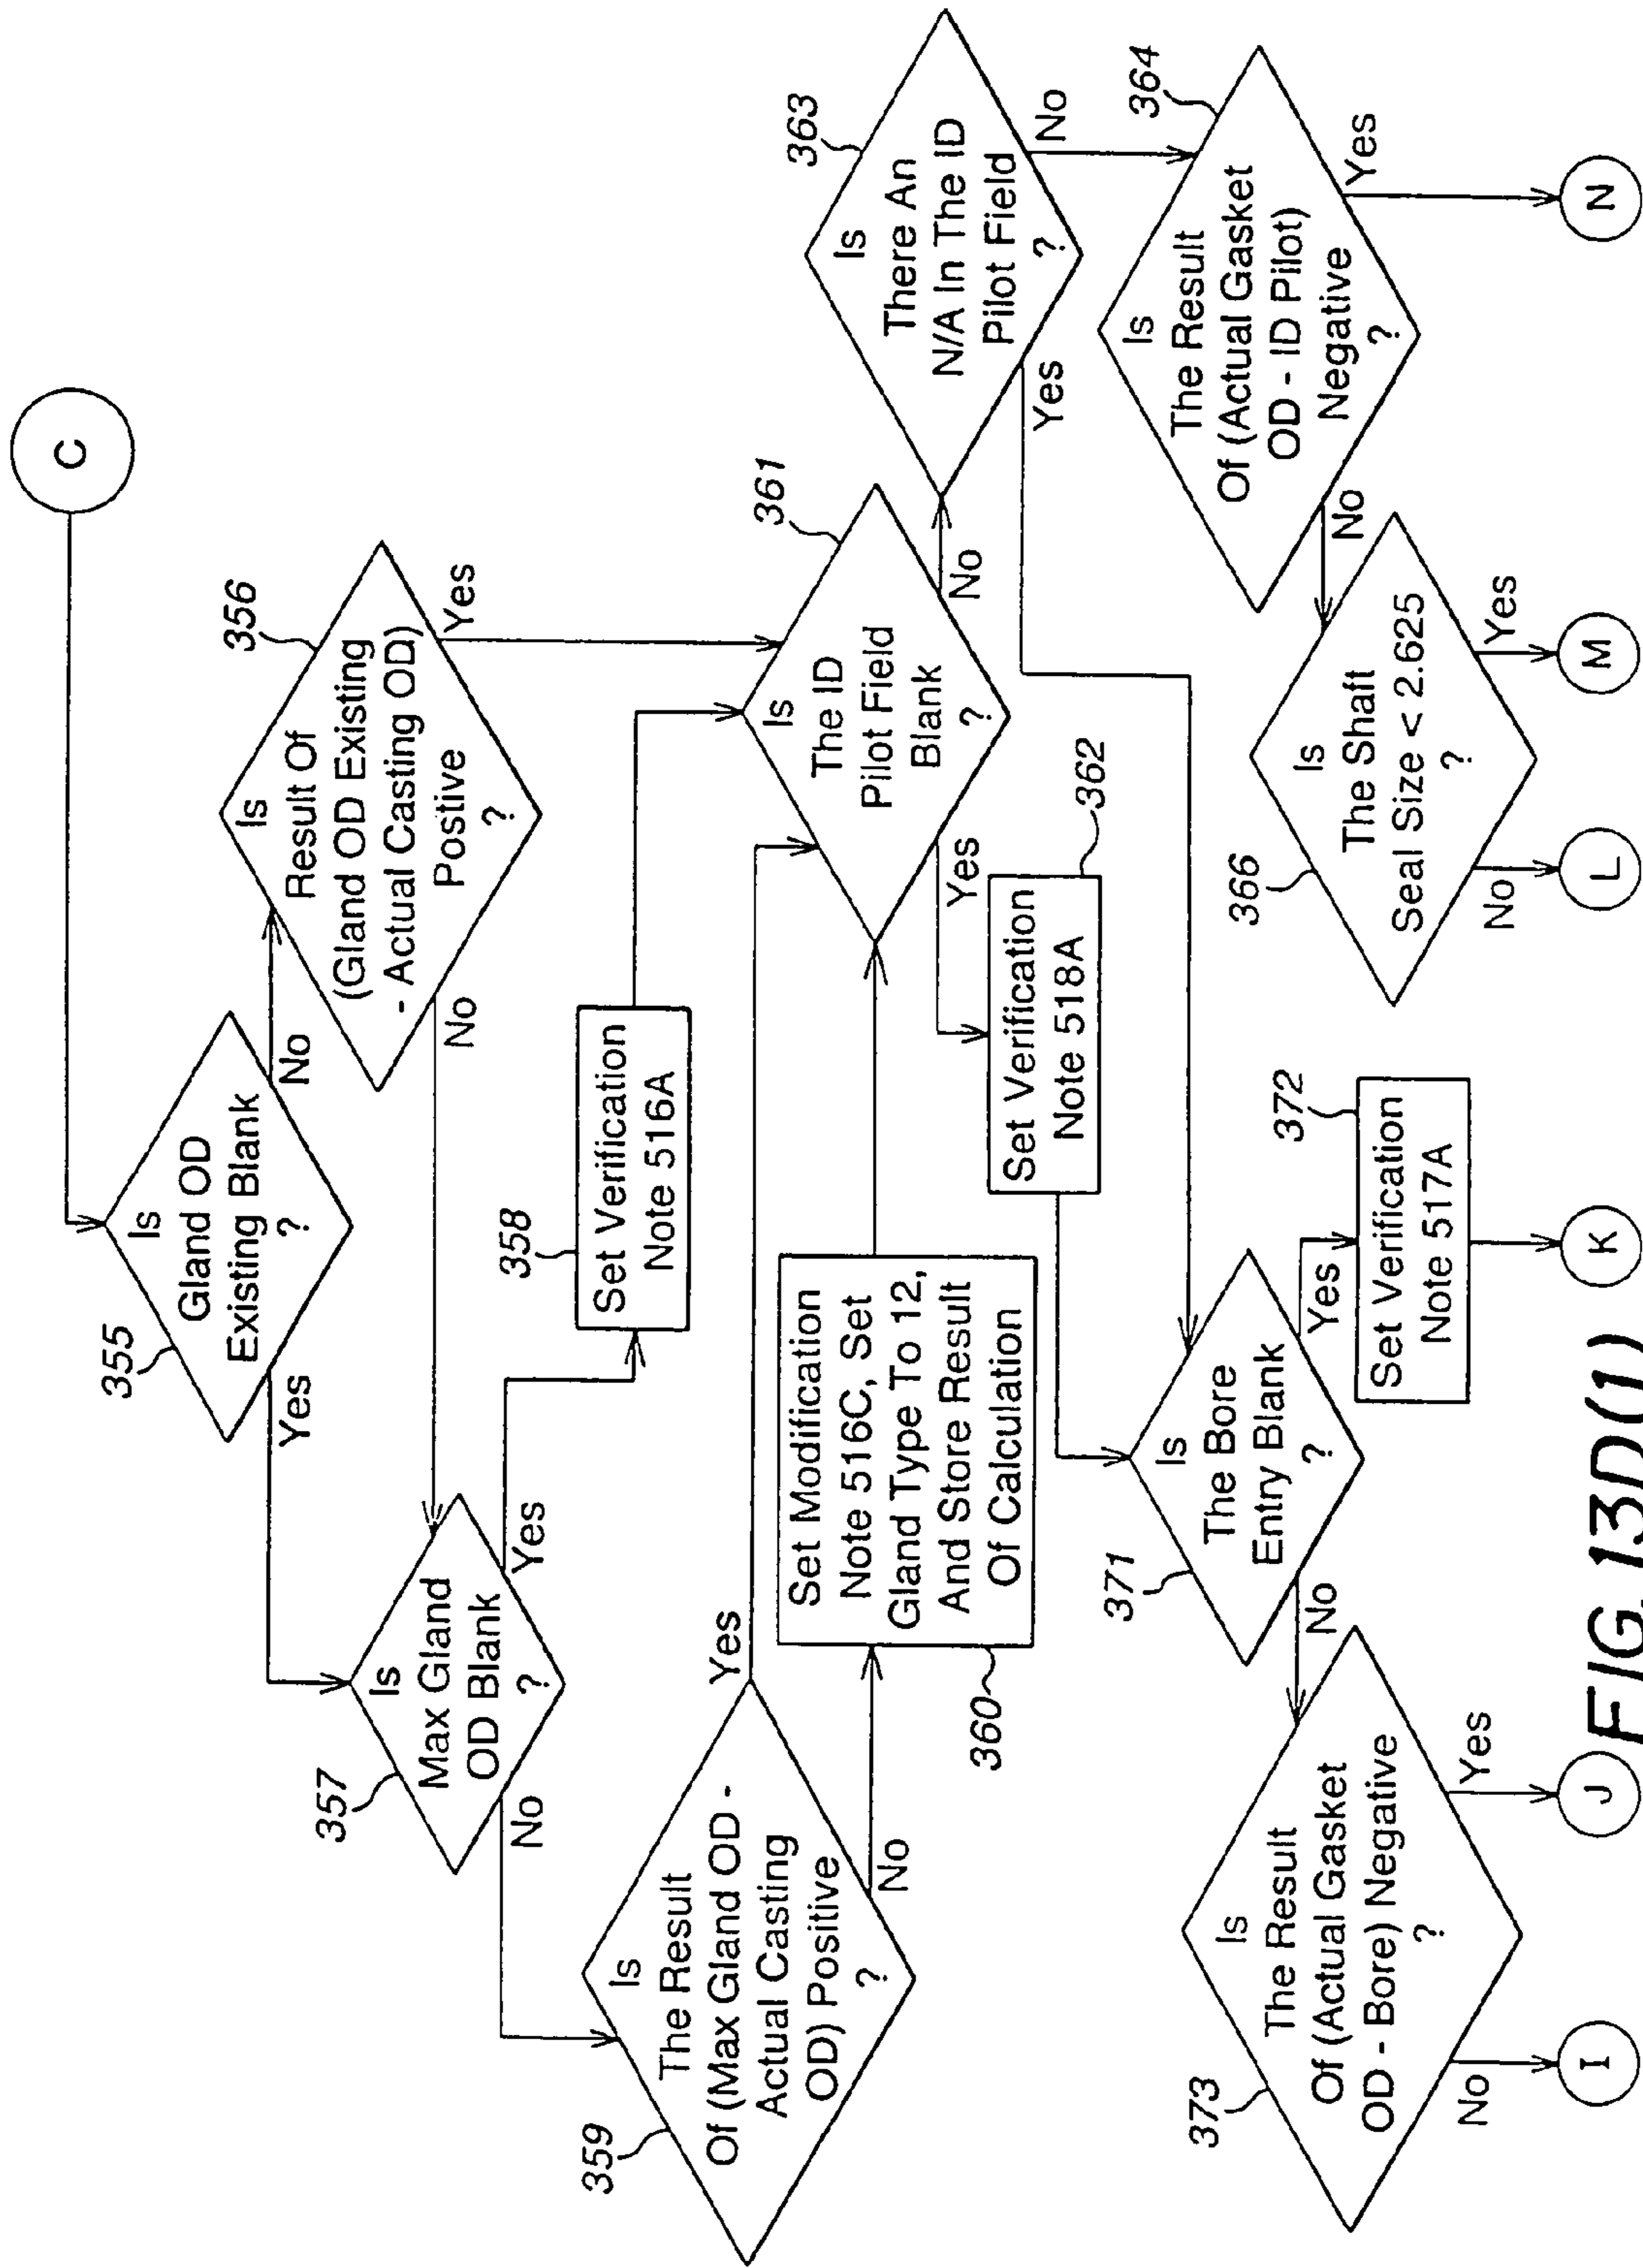 C
355
Is
Gland OD
Existing Blank
?
Yes
No
356
Is
Result Of
(Gland OD Existing
- Actual Casting OD)
Postive
?
No
Yes
357
Is
Max Gland
OD Blank
?
No
Yes
358
Set Verification
Note 516A
359
Is
The Result
Of (Max Gland OD -
Actual Casting
OD) Positive
?
Yes
No
360
Set Modification
Note 516C, Set
Gland Type To 12,
And Store Result
Of Calculation
361
Is
The ID
Pilot Field
Blank
?
Yes
No
362
Set Verification
Note 518A
363
Is
There An
N/A In The ID
Pilot Field
?
Yes
No
364
Is
The Result
Of (Actual Gasket
OD - ID Pilot)
Negative
?
No
Yes
366
Is
The Shaft
Seal Size < 2.625
?
No
Yes
371
Is
The Bore
Entry Blank
?
No
Yes
372
Set Verification
Note 517A
373
Is
The Result
Of (Actual Gasket
OD - Bore) Negative
?
No
Yes
I
J
K
L
M
N
FIG. 13D(1)